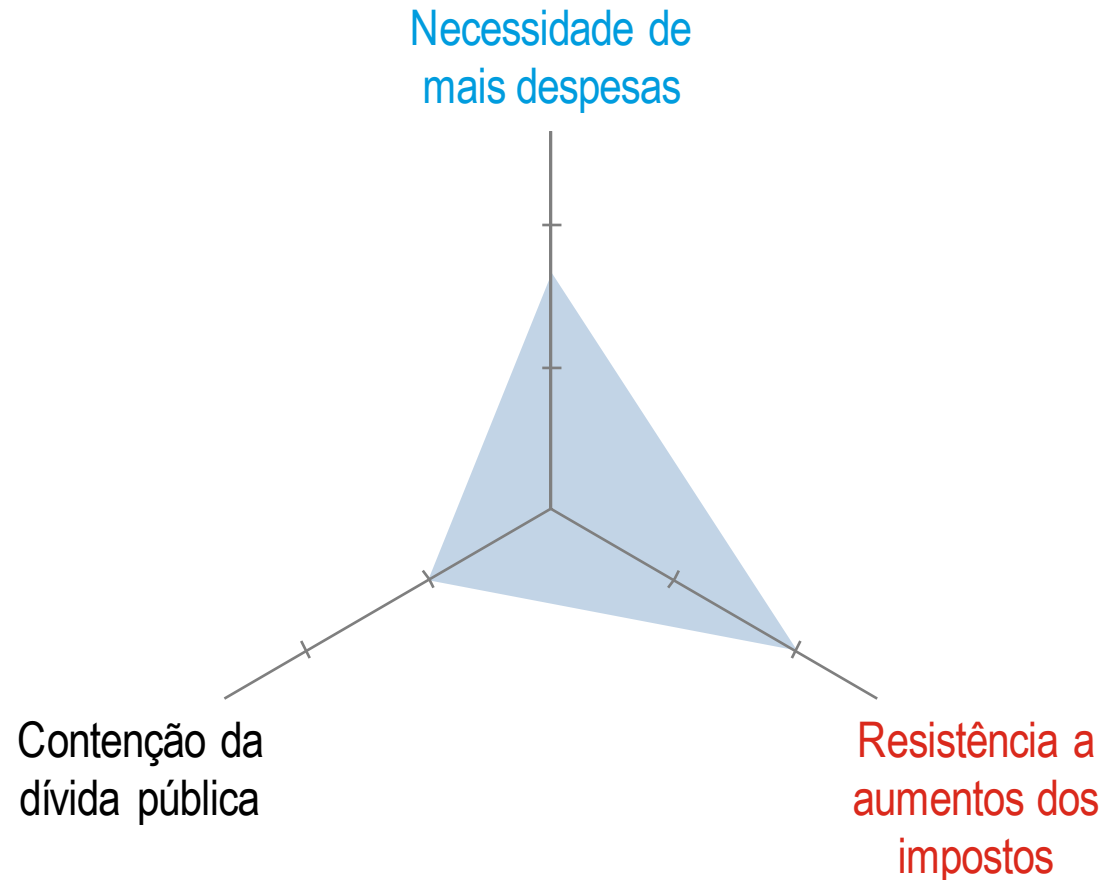 Necessidade de
mais despesas
Contenção da
dívida pública
Resistência a
aumentos dos
impostos